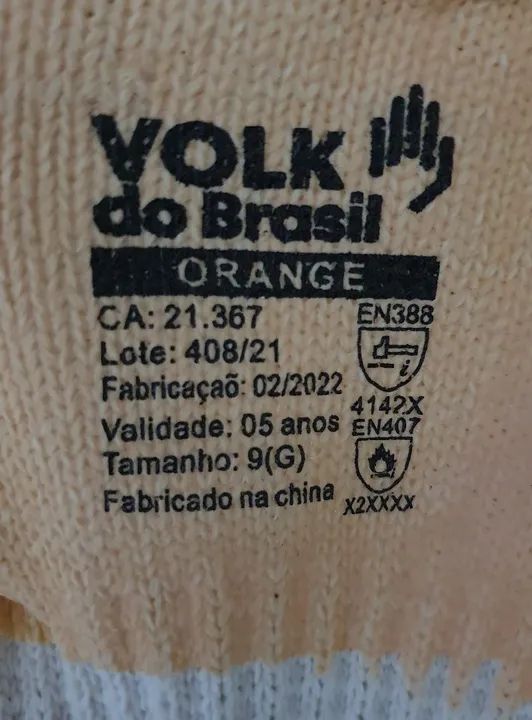 VOLK
do Brasil
ORANGE
CA: 21.367
Lote: 408/21
Fabricaçaõ: 02/2022
Validade: 05 anos
Tamanho: 9(G)
Fabricado na china
EN388
i
4142X
EN407
X2XXXX